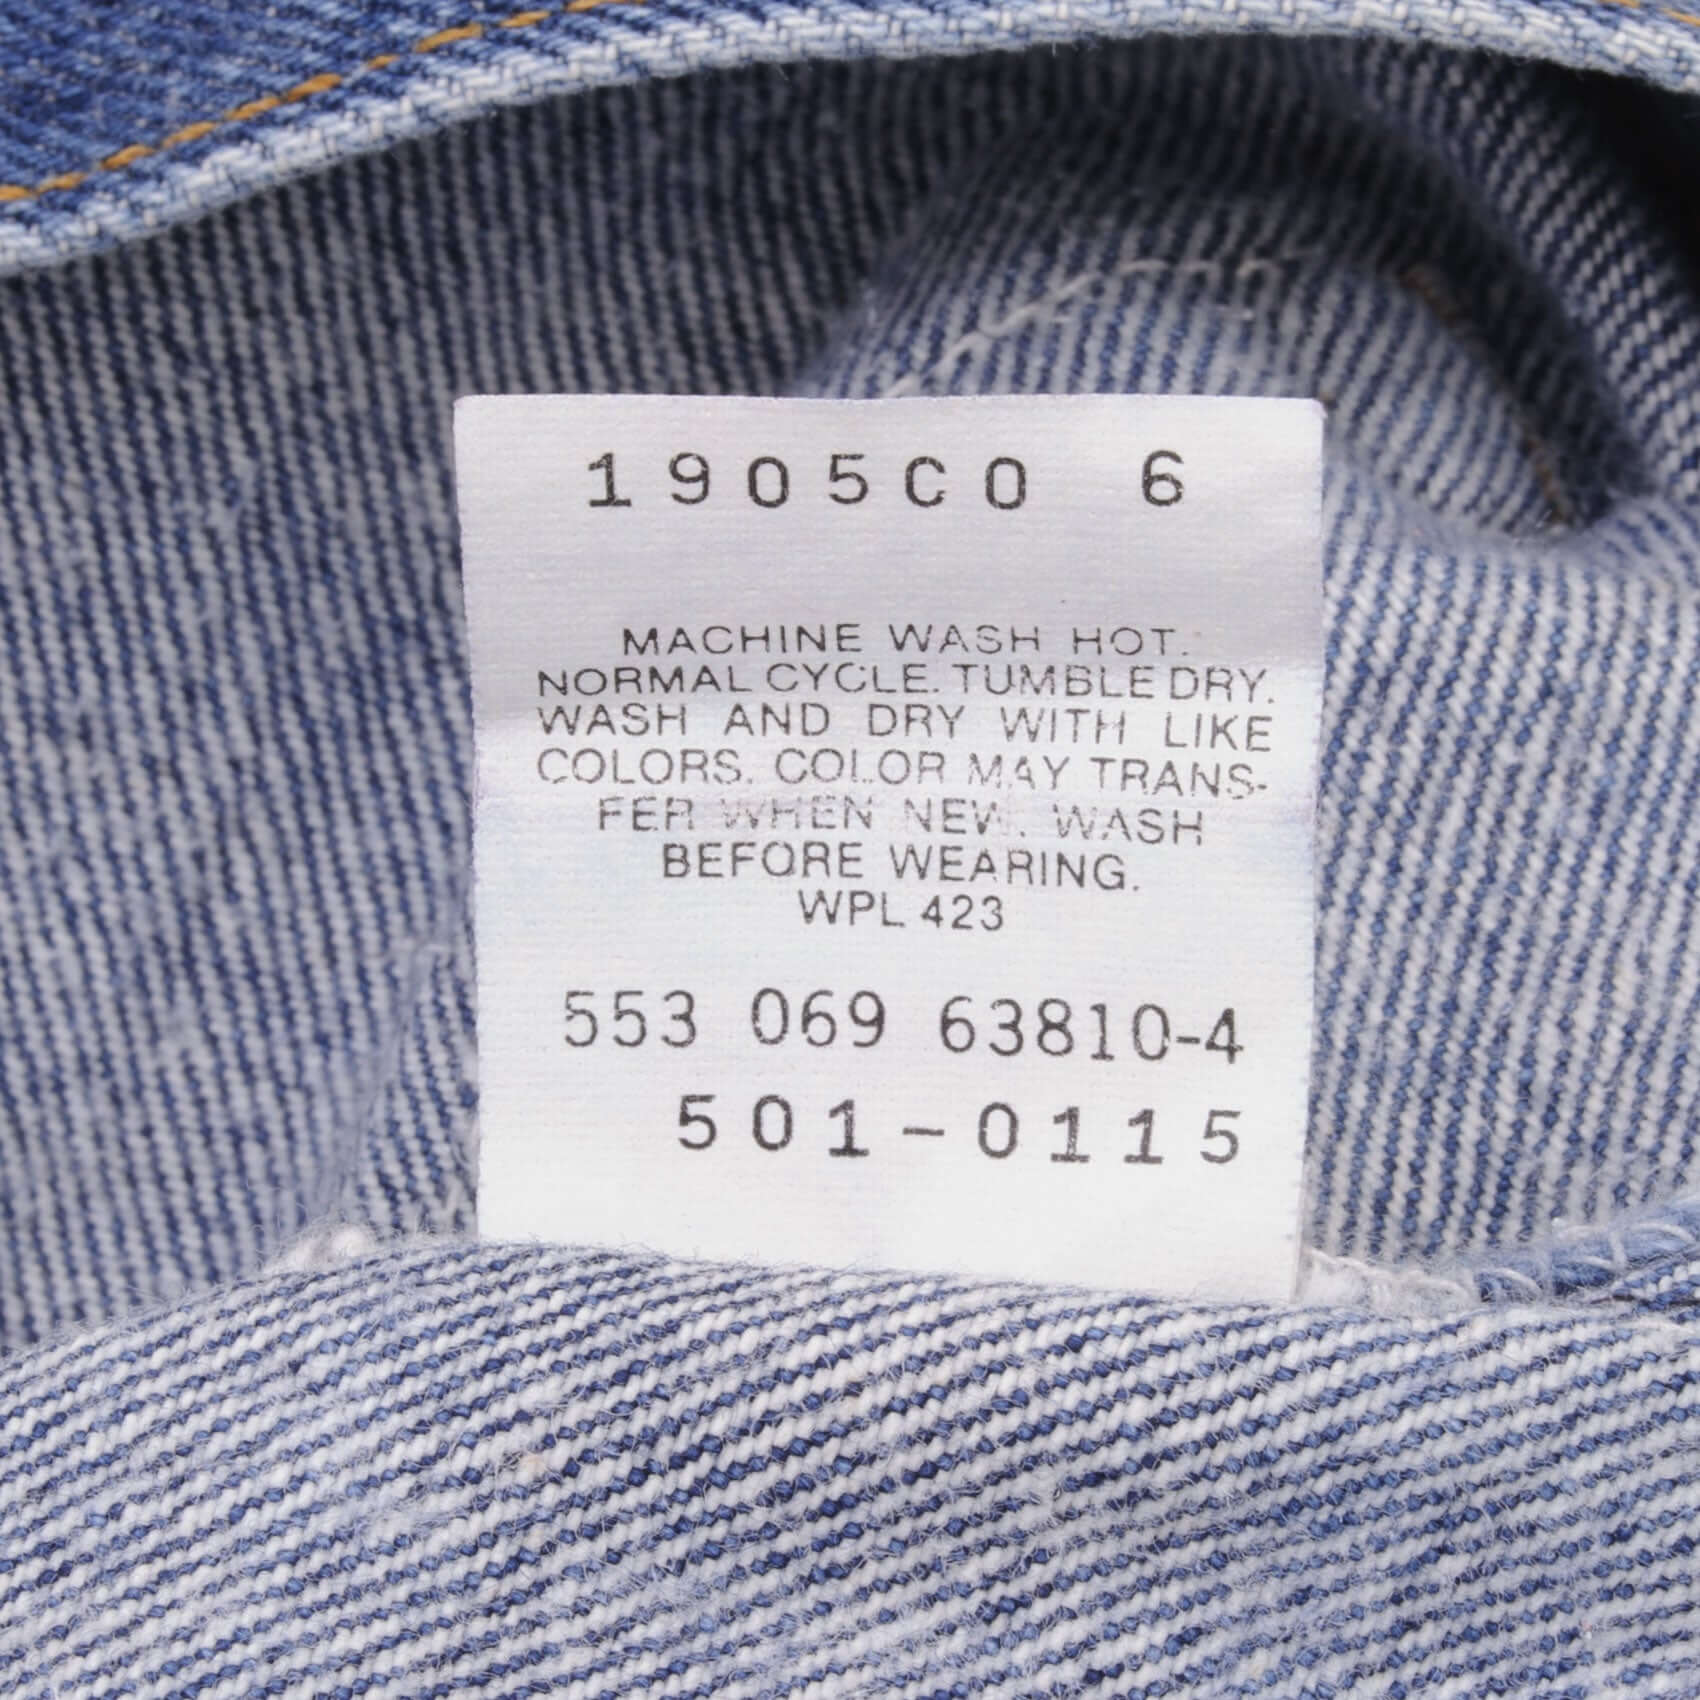 1905C0 6
MACHINE WASH HOT.
NORMAL CYCLE. TUMBLE DRY.
WASH AND DRY WITH LIKE
COLORS. COLOR MAY TRANS-
FER WHEN NEW. WASH
BEFORE WEARING.
WPL 423
553 069 63810-4
501-0115